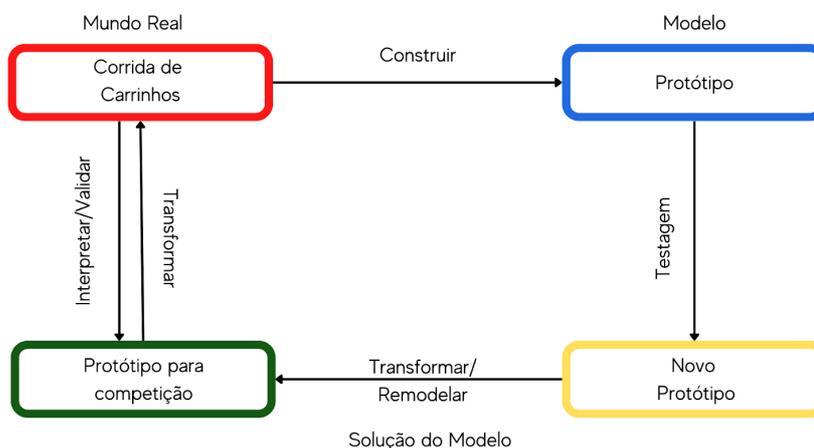 Mundo Real
Modelo
Corrida de
Carrinhos
Construir
Protótipo
Interpretar/Validar
Transformar
Testagem
Protótipo para
competição
Transformar/
Remodelar
Novo
Protótipo
Solução do Modelo